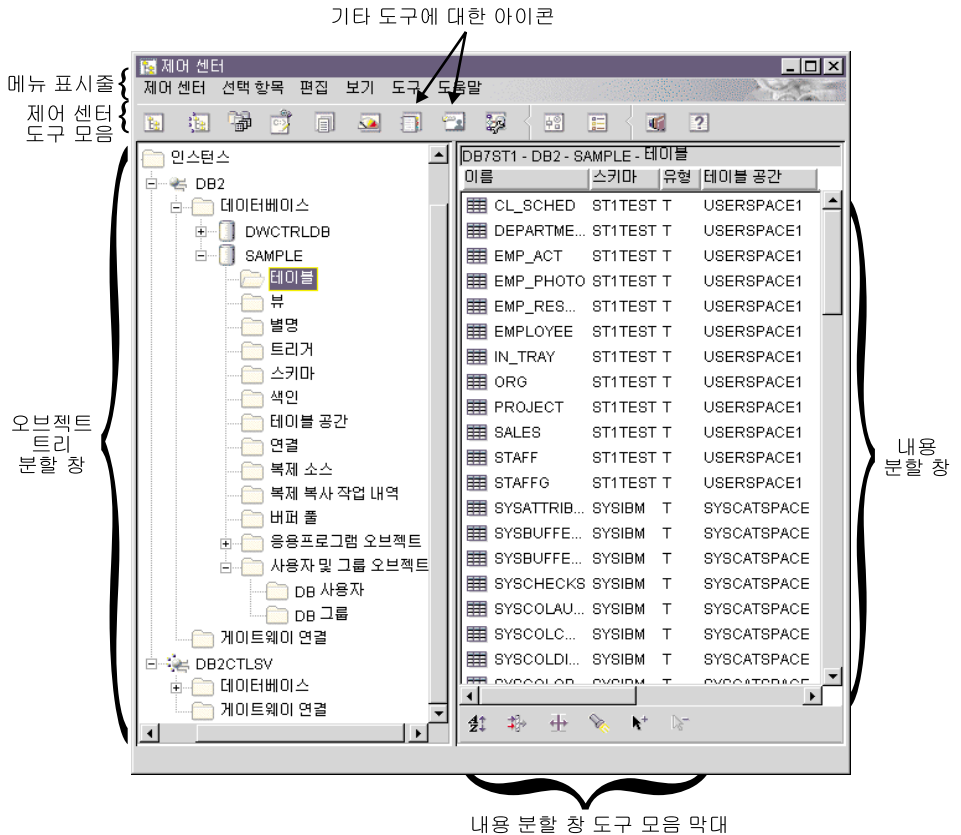 기타 도구에 대한 아이콘
메뉴 표시줄
제어 센터
도구 모음
제어 센터
제어 센터 선택 항목 편집 보기 도구 도움말
오브젝트
트리
분할 창
인스턴스
DB2
데이터베이스
DWCTRLDB
SAMPLE
테이블
뷰
별명
트리거
스키마
색인
테이블 공간
연결
복제 소스
복제 복사 작업 내역
버퍼 풀
응용프로그램 오브젝트
사용자 및 그룹 오브젝트
DB 사용자
DB 그룹
게이트웨이 연결
DB2CTLSV
데이터베이스
게이트웨이 연결
DB7ST1 - DB2 - SAMPLE - 테이블
이름 스키마 유형 테이블 공간
CL_SCHED ST1TEST T USERSPACE1
DEPARTME... ST1TEST T USERSPACE1
EMP_ACT ST1TEST T USERSPACE1
EMP_PHOTO ST1TEST T USERSPACE1
EMP_RES... ST1TEST T USERSPACE1
EMPLOYEE ST1TEST T USERSPACE1
IN_TRAY ST1TEST T USERSPACE1
ORG ST1TEST T USERSPACE1
PROJECT ST1TEST T USERSPACE1
SALES ST1TEST T USERSPACE1
STAFF ST1TEST T USERSPACE1
STAFFG ST1TEST T USERSPACE1
SYSATTRIB... SYSIBM T SYSCATSPACE
SYSBUFFE... SYSIBM T SYSCATSPACE
SYSBUFFE... SYSIBM T SYSCATSPACE
SYSCHECKS SYSIBM T SYSCATSPACE
SYSCOLAU... SYSIBM T SYSCATSPACE
SYSCOLC... SYSIBM T SYSCATSPACE
SYSCOLDI... SYSIBM T SYSCATSPACE
내용
분할 창
내용 분할 창 도구 모음 막대